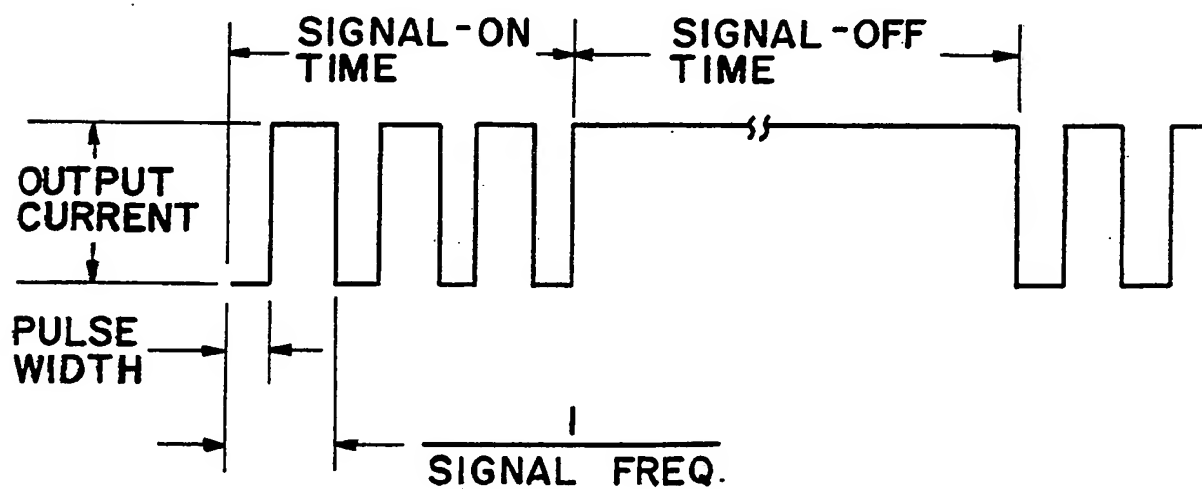 SIGNAL-ON
TIME
SIGNAL-OFF
TIME
OUTPUT
CURRENT
PULSE
WIDTH
1
SIGNAL FREQ.